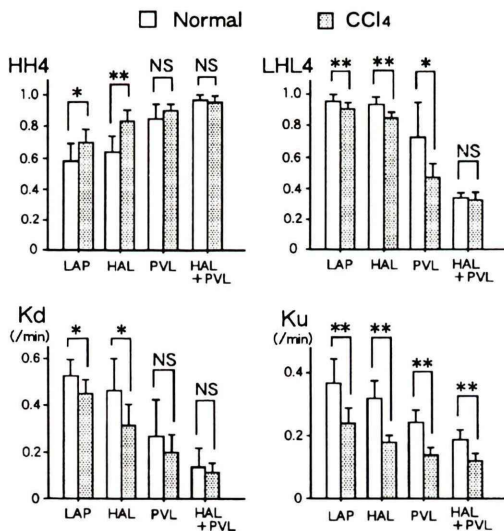 Normal CCl4
HH4
NS NS
* **
1.0
0.8
0.6
0.4
0.2
0
LAP HAL PVL HAL
+PVL
LHL4
** ** *
NS
1.0
0.8
0.6
0.4
0.2
0
LAP HAL PVL HAL
+PVL
Kd
(/min)
* * NS NS
0.6
0.4
0.2
0
LAP HAL PVL HAL
+PVL
Ku
(/min)
** ** ** **
0.4
0.2
0
LAP HAL PVL HAL
+PVL